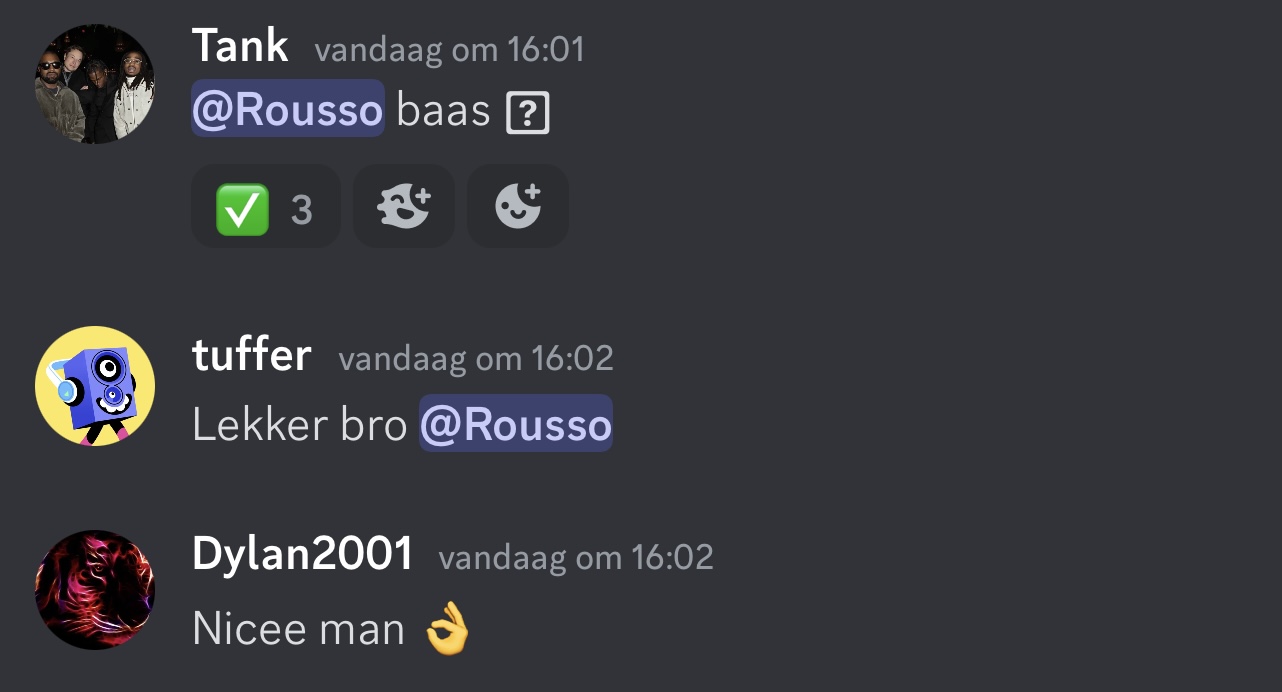 Tank vandaag om 16:01
@Rousso baas ?
✅ 3
tuffer vandaag om 16:02
Lekker bro @Rousso
Dylan2001 vandaag om 16:02
Nicee man 👌